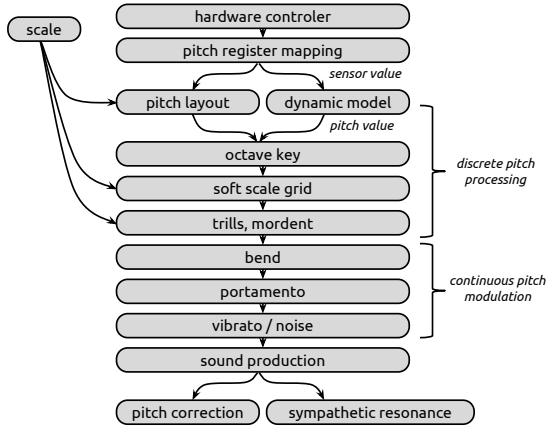 hardware controler
scale
pitch register mapping
sensor value
pitch layout
dynamic model
pitch value
octave key
discrete pitch
processing
soft scale grid
trills, mordent
bend
continuous pitch
modulation
portamento
vibrato / noise
sound production
pitch correction
sympathetic resonance